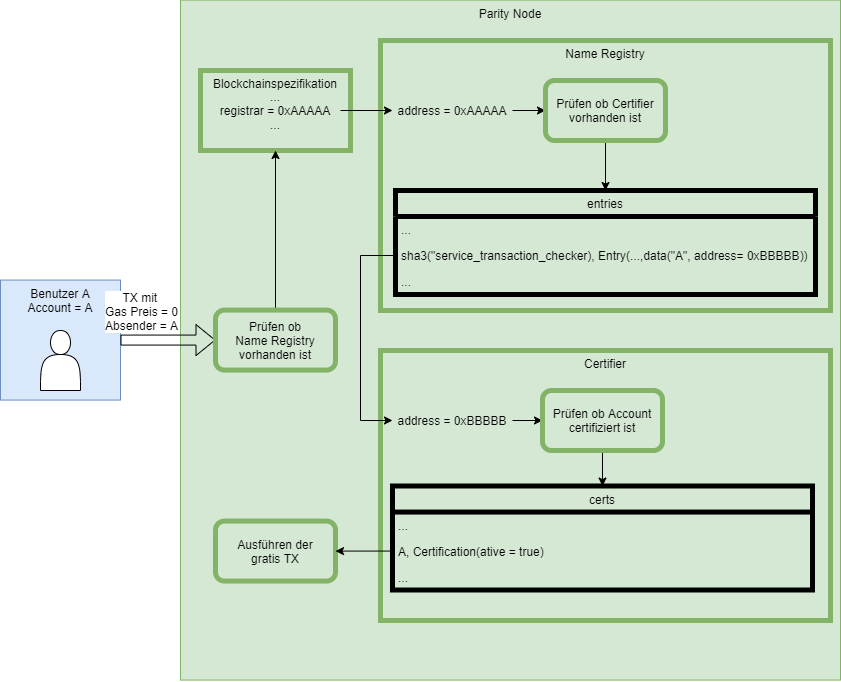 Parity Node
Blockchainspezifikation
...
registrar = 0xAAAAA
...
Name Registry
address = 0xAAAAA
Prüfen ob Certifier
vorhanden ist
entries
...
sha3("service_transaction_checker), Entry(...,data("A", address= 0xBBBBB))
...
Benutzer A
Account = A
TX mit
Gas Preis = 0
Absender = A
Prüfen ob
Name Registry
vorhanden ist
Certifier
address = 0xBBBBB
Prüfen ob Account
certifiziert ist
certs
...
A, Certification(ative = true)
...
Ausführen der
gratis TX